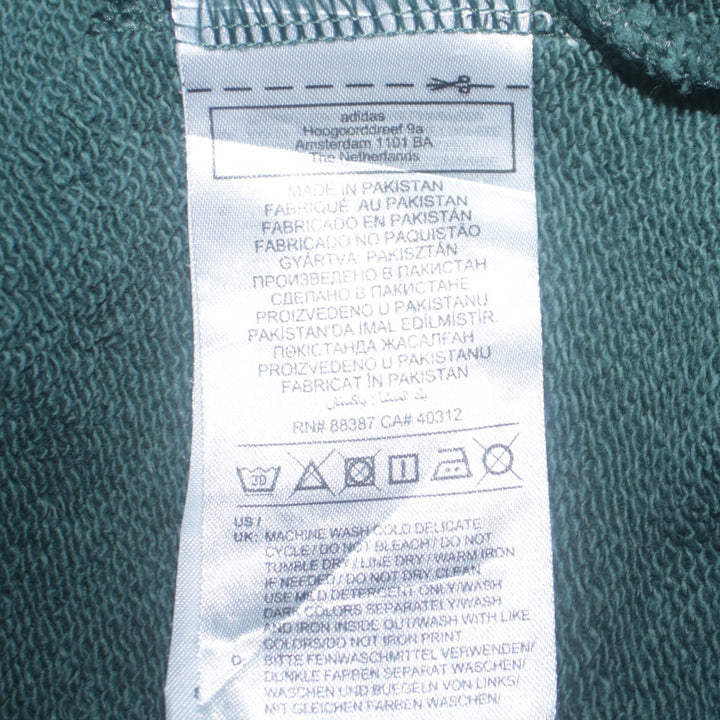 adidas
Hoogoorddreef 9a
Amsterdam 1101 BA
The Netherlands
MADE IN PAKISTAN
FABRIQUÉ AU PAKISTAN
FABRICADO EN PAKISTÁN
FABRICADO NO PAQUISTÃO
GYÁRTVA: PAKISZTÁN
ПРОИЗВЕДЕНО В ПАКИСТАН
СДЕЛАНО В ПАКИСТАНЕ
PROIZVEDENO U PAKISTANU
PAKİSTAN'DA IMAL EDİLMİŞTİR.
ПӘКІСТАНДА ЖАСАЛҒАН
PROIZVEDENO U PAKISTANU
FABRICAT ÎN PAKISTAN
RN# 88387 CA# 40312
30
US /
UK: MACHINE WASH COLD DELICATE
CYCLE / DO NOT BLEACH / DO NOT
TUMBLE DRY / LINE DRY / WARM IRON
IF NEEDED / DO NOT DRY CLEAN
USE MILD DETERGENT ONLY/WASH
DARK COLORS SEPARATELY/WASH
AND IRON INSIDE OUT/WASH WITH LIKE
COLORS/DO NOT IRON PRINT
D: BITTE FEINWASCHMITTEL VERWENDEN/
DUNKLE FARBEN SEPARAT WASCHEN/
WASCHEN UND BUEGELN VON LINKS/
MIT GLEICHEN FARBEN WASCHEN/